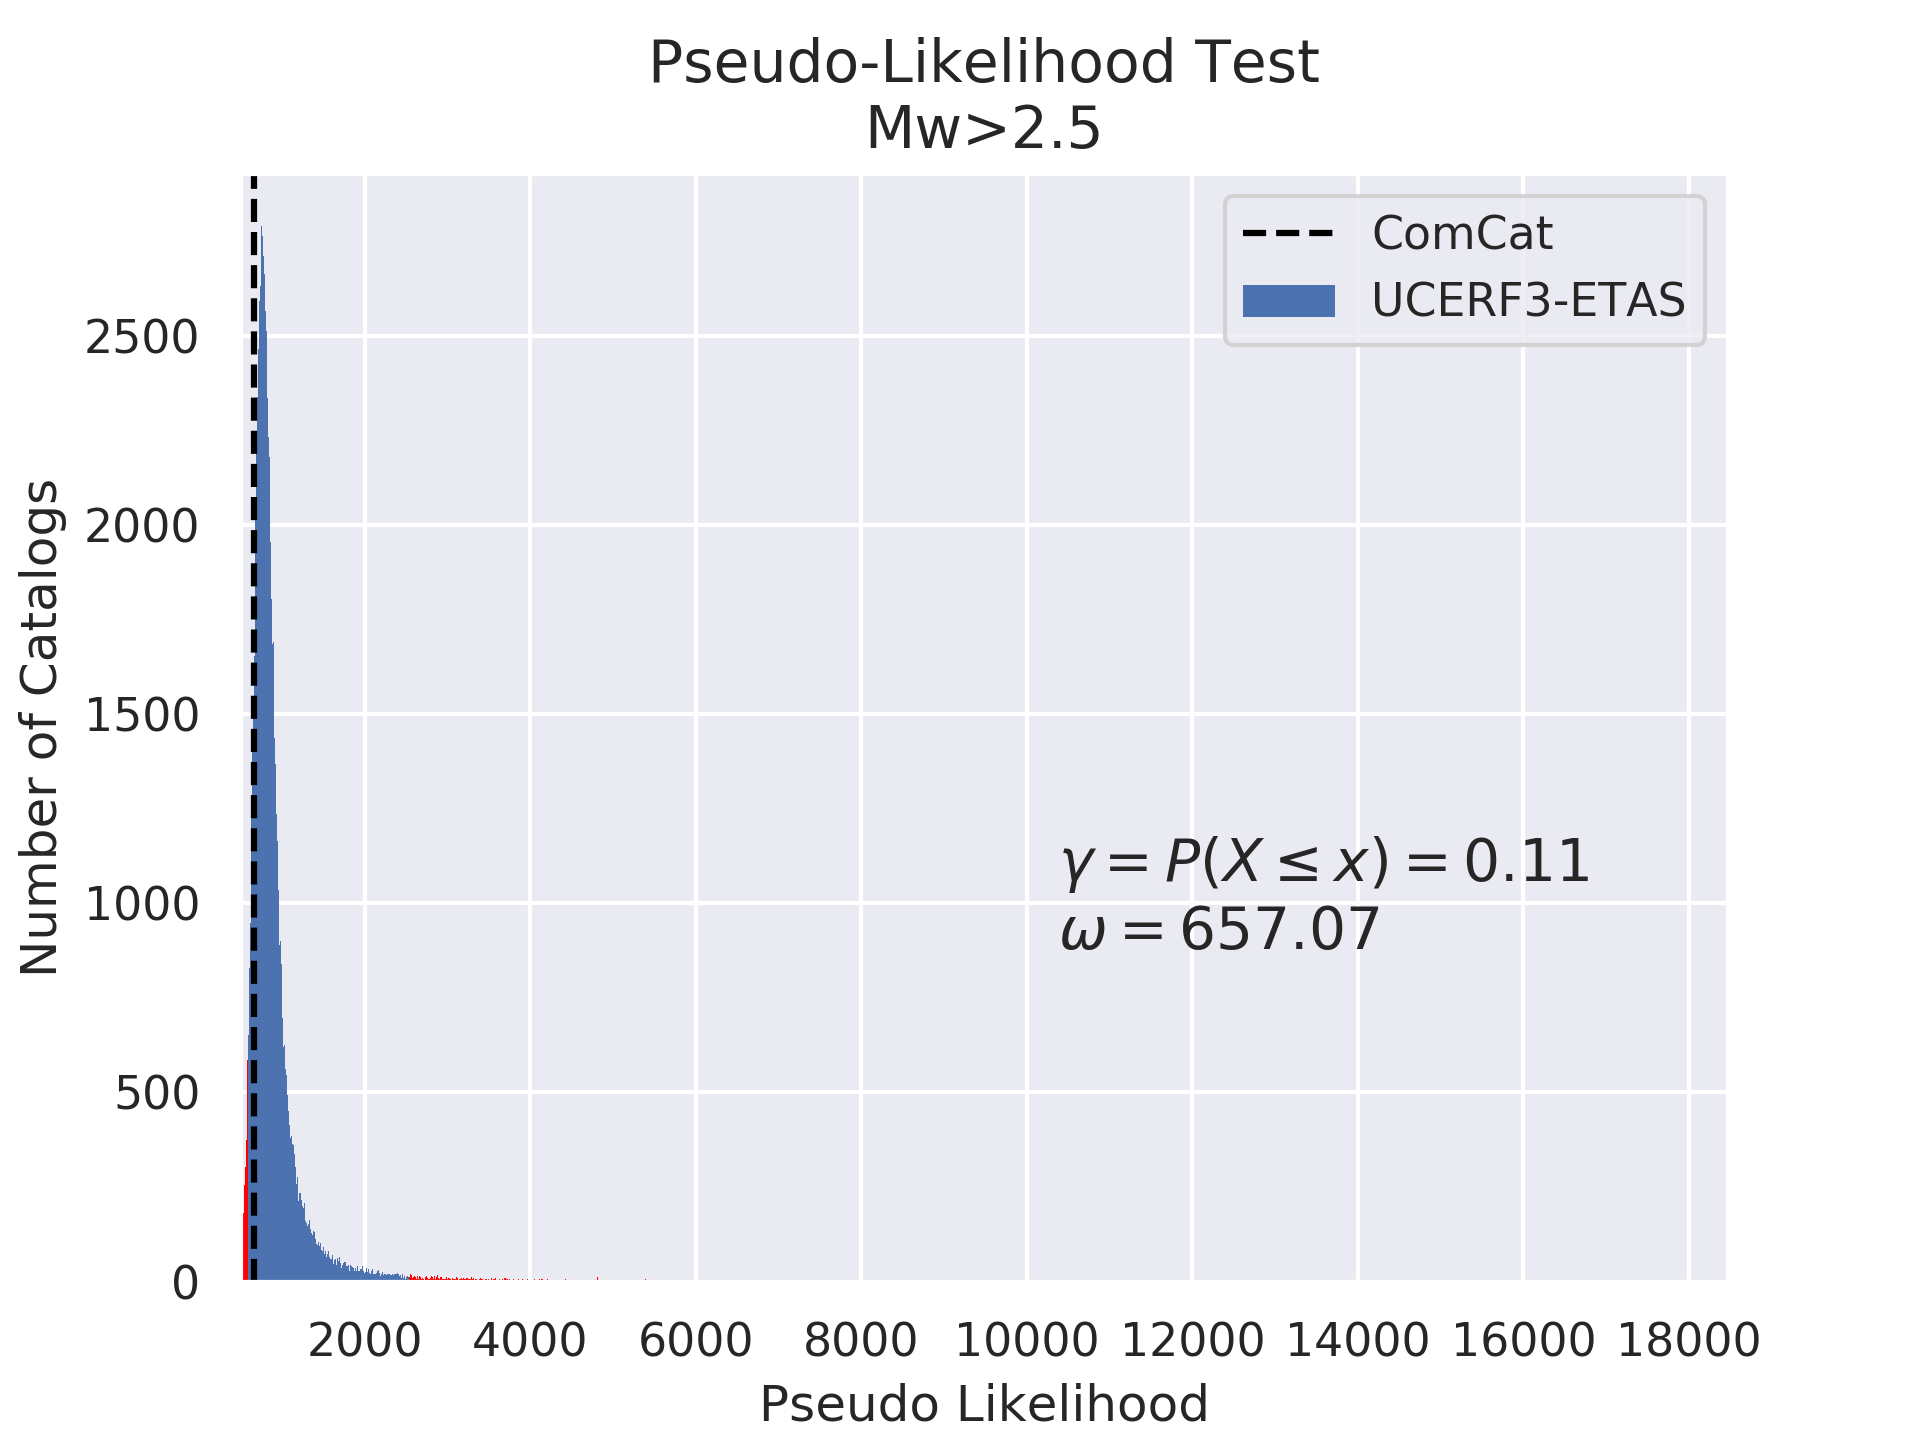 Pseudo-Likelihood Test
Mw>2.5
ComCat
UCERF3-ETAS
Number of Catalogs
2500
2000
1500
1000
500
0
γ = P(X ≤ x) = 0.11
ω = 657.07
2000 4000 6000 8000 10000 12000 14000 16000 18000
Pseudo Likelihood